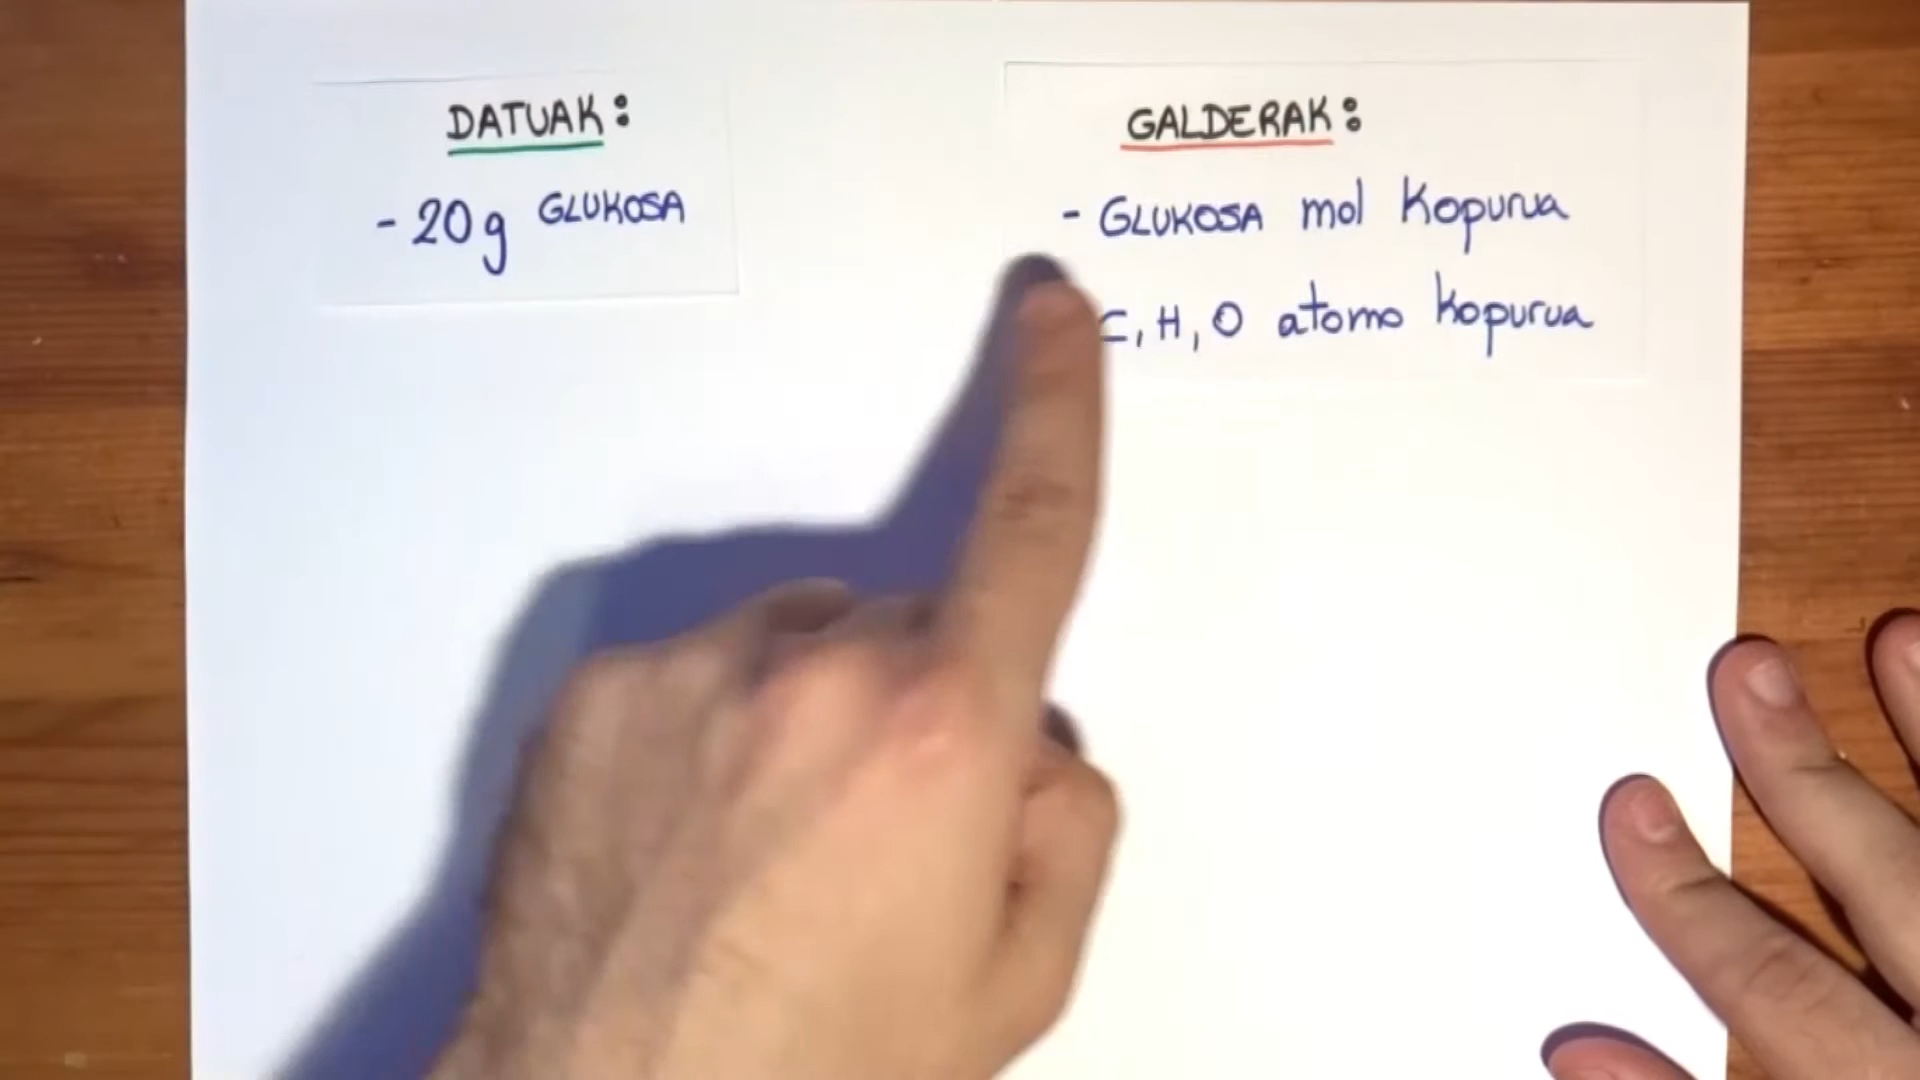 DATUAK:
- 20g GLUKOSA
GALDERAK:
- GLUKOSA mol kopurua
C, H, O atomo kopurua